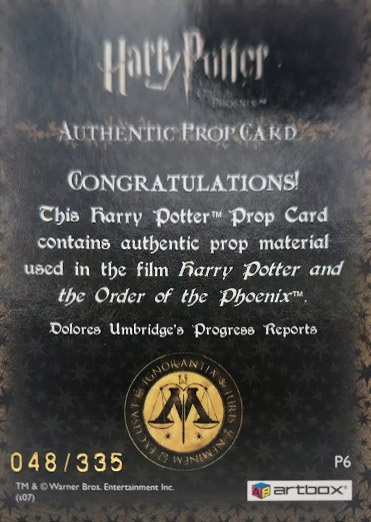 Harry Potter
Order of the
Phoenix™
Authentic Prop Card
Congratulations!
This Harry Potter™ Prop Card
contains authentic prop material
used in the film Harry Potter and
the Order of the Phoenix™.
Dolores Umbridge's Progress Reports
IGNORANTIA JURIS NEMINEM EXCUSAT
M
048/335
P6
TM & © Warner Bros. Entertainment Inc.
(s07)
artbox